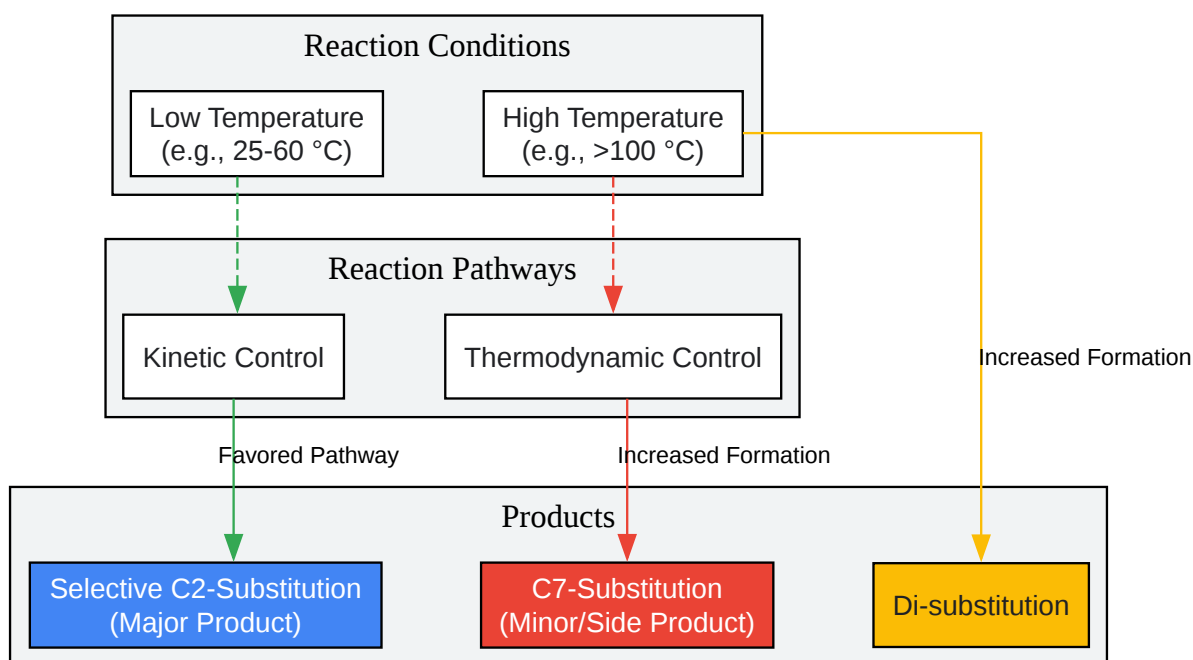 Reaction Conditions
Low Temperature
(e.g., 25-60 °C)
High Temperature
(e.g., >100 °C)
Reaction Pathways
Kinetic Control
Thermodynamic Control
Increased Formation
Favored Pathway
Increased Formation
Products
Selective C2-Substitution
(Major Product)
C7-Substitution
(Minor/Side Product)
Di-substitution